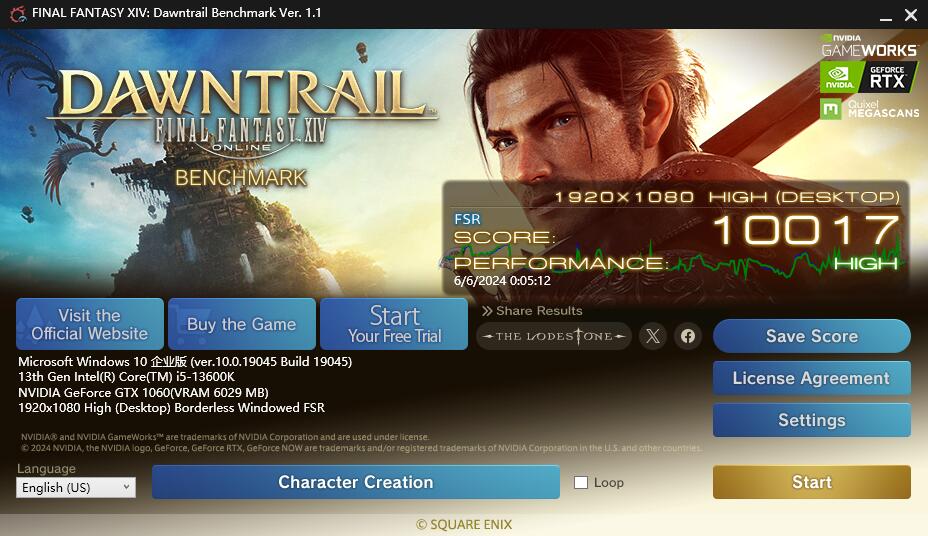 FINAL FANTASY XIV: Dawntrail Benchmark Ver. 1.1
NVIDIA
GAMEWORKS
NVIDIA.
GEFORCE
RTX
Quixel
MEGASCANS
DAWNTRAIL™
FINAL FANTASY XIV
ONLINE
BENCHMARK
1920×1080 HIGH (DESKTOP)
FSR
SCORE: 10017
PERFORMANCE: HIGH
6/6/2024 0:05:12
Visit the
Official Website
Buy the Game
Start
Your Free Trial
Share Results
THE LODESTONE
X
f
Save Score
License Agreement
Settings
Microsoft Windows 10 企业版 (ver.10.0.19045 Build 19045)
13th Gen Intel(R) Core(TM) i5-13600K
NVIDIA GeForce GTX 1060(VRAM 6029 MB)
1920x1080 High (Desktop) Borderless Windowed FSR
NVIDIA® and NVIDIA GameWorks™ are trademarks of NVIDIA Corporation and are used under license.
© 2024 NVIDIA, the NVIDIA logo, GeForce, GeForce RTX, GeForce NOW are trademarks and/or registered trademarks of NVIDIA Corporation in the U.S. and other countries.
Language
English (US)
Character Creation
Loop
Start
© SQUARE ENIX